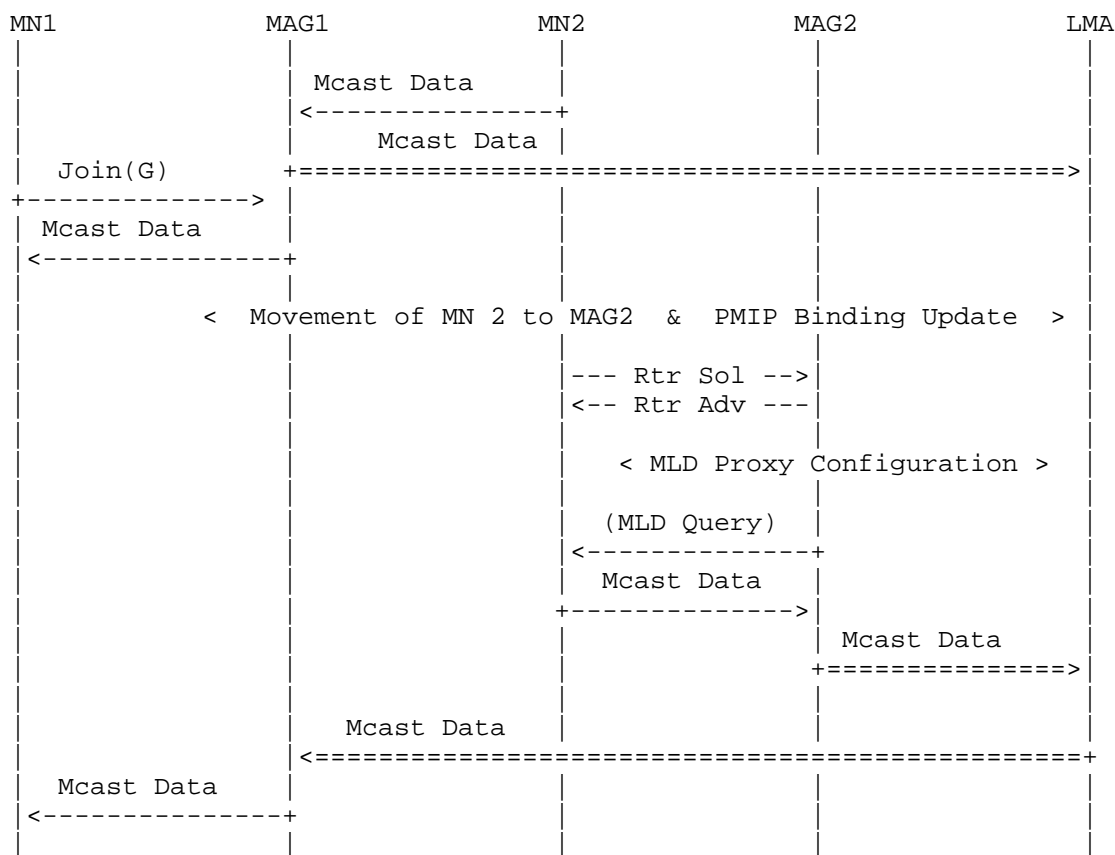 MN1 MAG1 MN2 MAG2 LMA
Mcast Data
Mcast Data
Join(G)
Mcast Data
< Movement of MN 2 to MAG2 & PMIP Binding Update >
--- Rtr Sol -->
<-- Rtr Adv ---
< MLD Proxy Configuration >
(MLD Query)
Mcast Data
Mcast Data
Mcast Data
Mcast Data